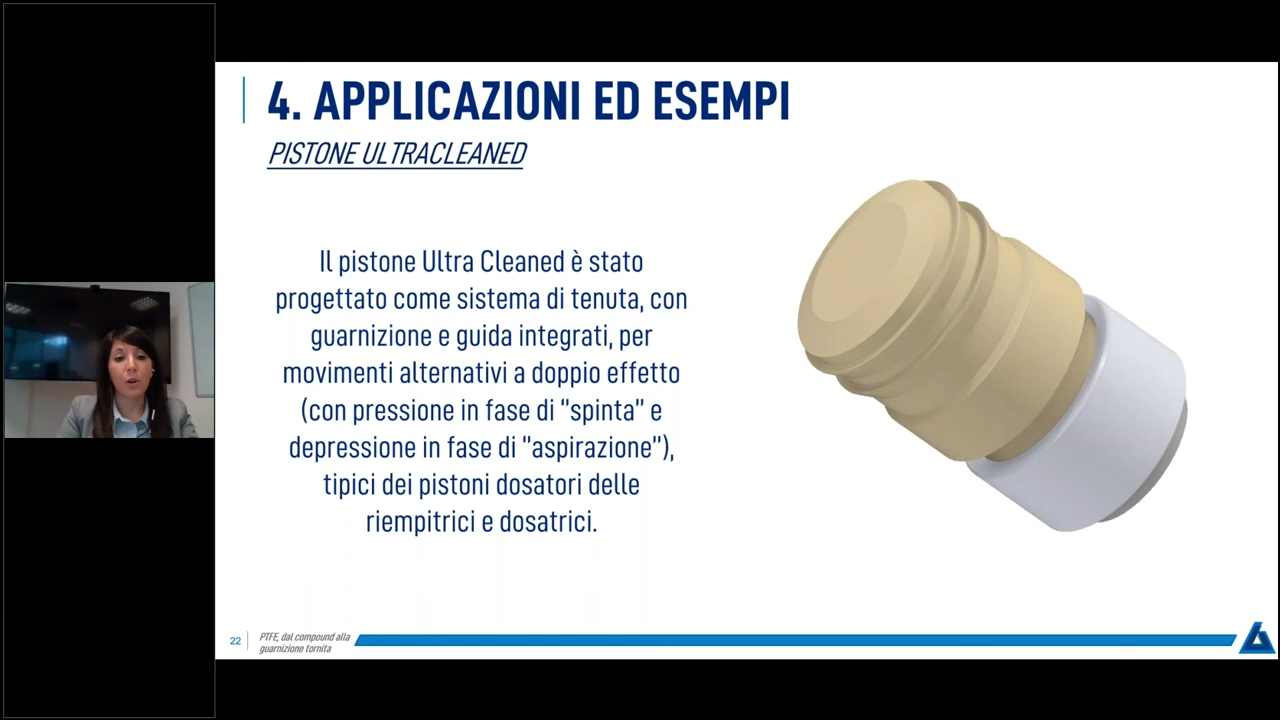 4. APPLICAZIONI ED ESEMPI
PISTONE ULTRACLEANED
Il pistone Ultra Cleaned è stato
progettato come sistema di tenuta, con
guarnizione e guida integrati, per
movimenti alternativi a doppio effetto
(con pressione in fase di "spinta" e
depressione in fase di "aspirazione"),
tipici dei pistoni dosatori delle
riempitrici e dosatrici.
22
PTFE, dal compound alla
guarnizione tornita